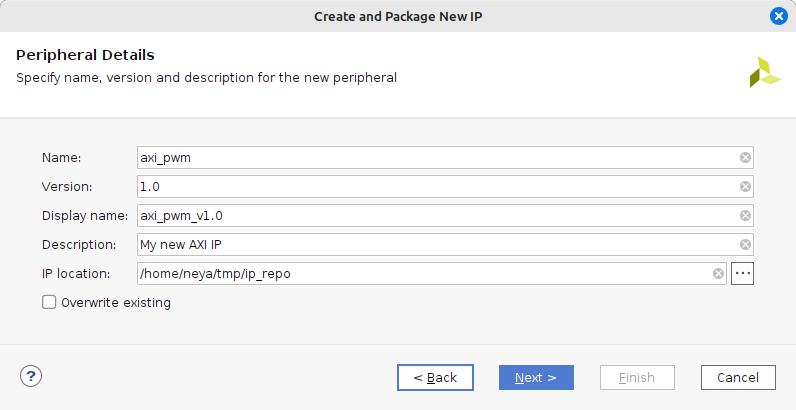 Create and Package New IP
Peripheral Details
Specify name, version and description for the new peripheral
Name: axi_pwm
Version: 1.0
Display name: axi_pwm_v1.0
Description: My new AXI IP
IP location: /home/neya/tmp/ip_repo ...
Overwrite existing
? < Back Next > Finish Cancel